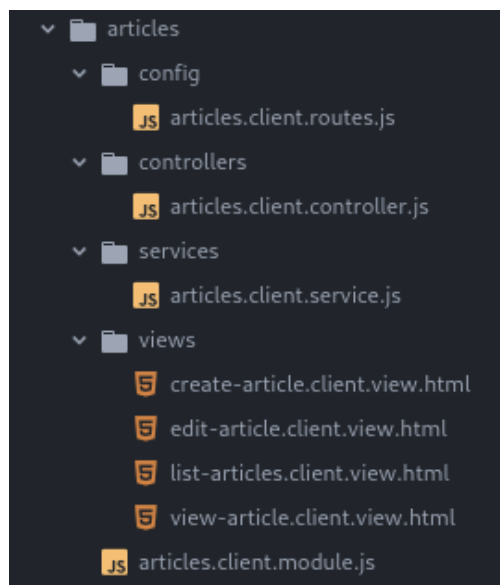 articles
config
JS articles.client.routes.js
controllers
JS articles.client.controller.js
services
JS articles.client.service.js
views
5 create-article.client.view.html
5 edit-article.client.view.html
5 list-articles.client.view.html
5 view-article.client.view.html
JS articles.client.module.js